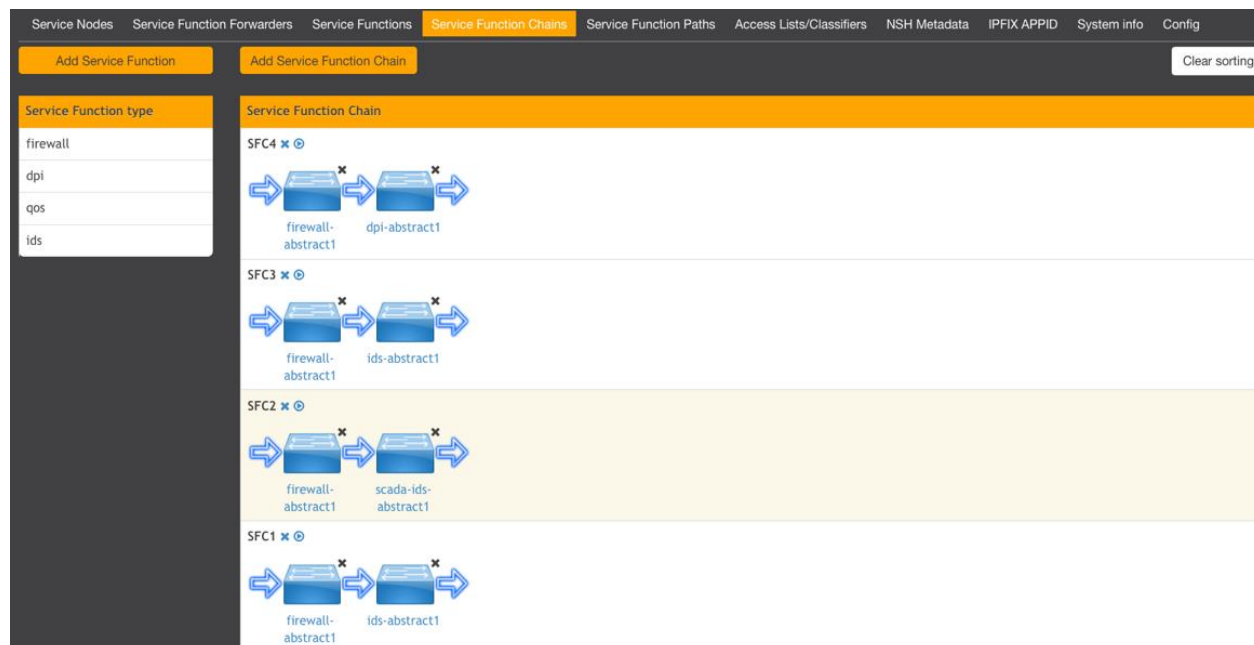 Service Nodes Service Function Forwarders Service Functions Service Function Chains Service Function Paths Access Lists/Classifiers NSH Metadata IPFIX APPID System info Config
Add Service Function Add Service Function Chain Clear sorting
Service Function type
firewall
dpi
qos
ids
Service Function Chain
SFC4
firewall-
abstract1
dpi-abstract1
SFC3
firewall-
abstract1
ids-abstract1
SFC2
firewall-
abstract1
scada-ids-
abstract1
SFC1
firewall-
abstract1
ids-abstract1